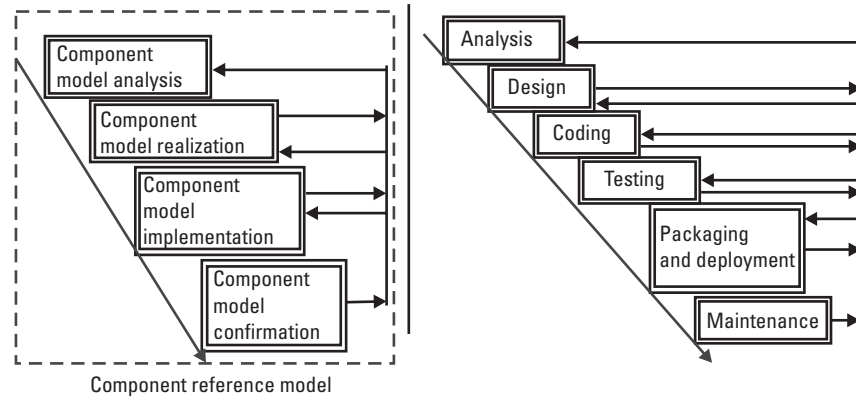 Component
model analysis
Component
model realization
Component
model
implementation
Component
model
confirmation
Component reference model
Analysis
Design
Coding
Testing
Packaging
and deployment
Maintenance